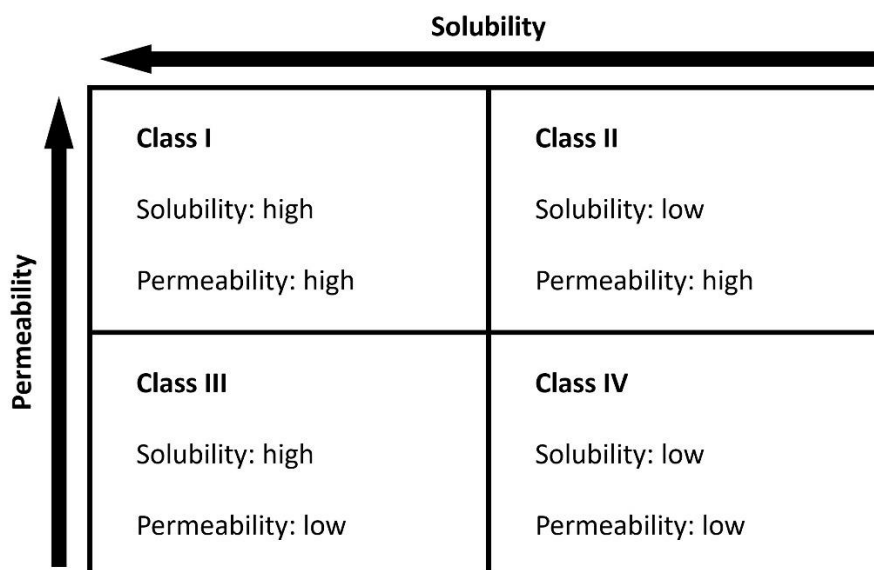 Solubility
Permeability
Class I
Solubility: high
Permeability: high
Class II
Solubility: low
Permeability: high
Class III
Solubility: high
Permeability: low
Class IV
Solubility: low
Permeability: low